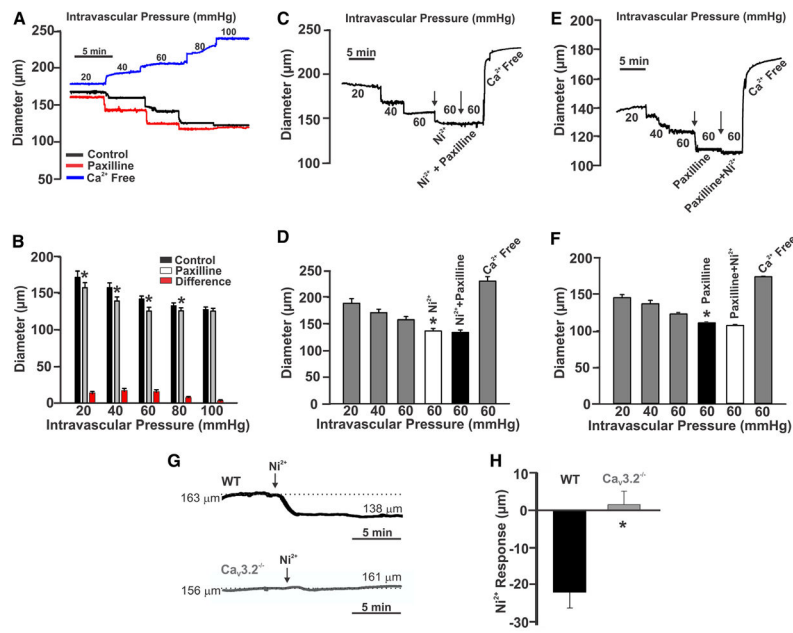 A
Intravascular Pressure (mmHg)
Diameter (µm)
250
200
150
100
50
5 min
20
40
60
80
100
Control
Paxilline
Ca²⁺ Free
B
Diameter (µm)
200
150
100
50
0
Control
Paxilline
Difference
*
*
*
*
20
40
60
80
100
Intravascular Pressure (mmHg)
C
Intravascular Pressure (mmHg)
Diameter (µm)
250
200
150
100
5 min
20
40
60
60
60
Ni²⁺
Ni²⁺ + Paxilline
Ca²⁺ Free
D
Diameter (µm)
250
200
150
100
50
0
* Ni²⁺
Ni²⁺+Paxilline
Ca²⁺ Free
20
40
60
60
60
60
Intravascular Pressure (mmHg)
E
Intravascular Pressure (mmHg)
Diameter (µm)
180
160
140
120
100
80
5 min
20
40
60
60
60
Paxilline
Paxilline+Ni²⁺
Ca²⁺ Free
F
Diameter (µm)
200
150
100
50
0
* Paxilline
Paxilline+Ni²⁺
Ca²⁺ Free
20
40
60
60
60
60
Intravascular Pressure (mmHg)
G
WT
Ni²⁺
163 µm
138 µm
5 min
Caᵥ3.2⁻/⁻
Ni²⁺
156 µm
161 µm
5 min
H
Ni²⁺ Response (µm)
10
0
-10
-20
-30
WT
Caᵥ3.2⁻/⁻
*